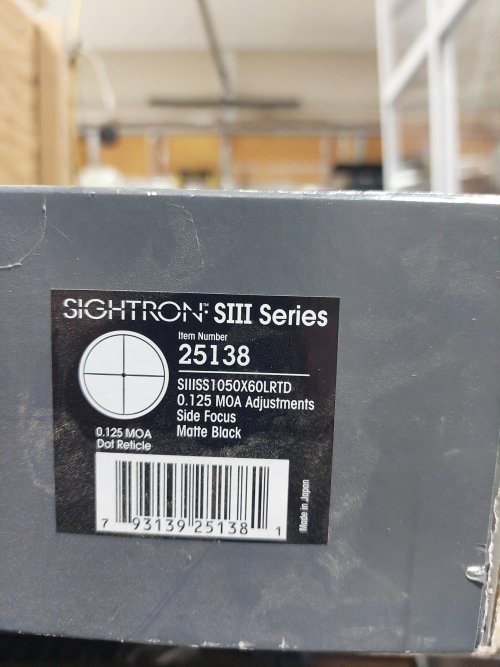 SIGHTRON™ SIII Series
Item Number
25138
SIIISS1050X60LRTD
0.125 MOA Adjustments
Side Focus
Matte Black
0.125 MOA
Dot Reticle
7 93139 25138 1
Made in Japan